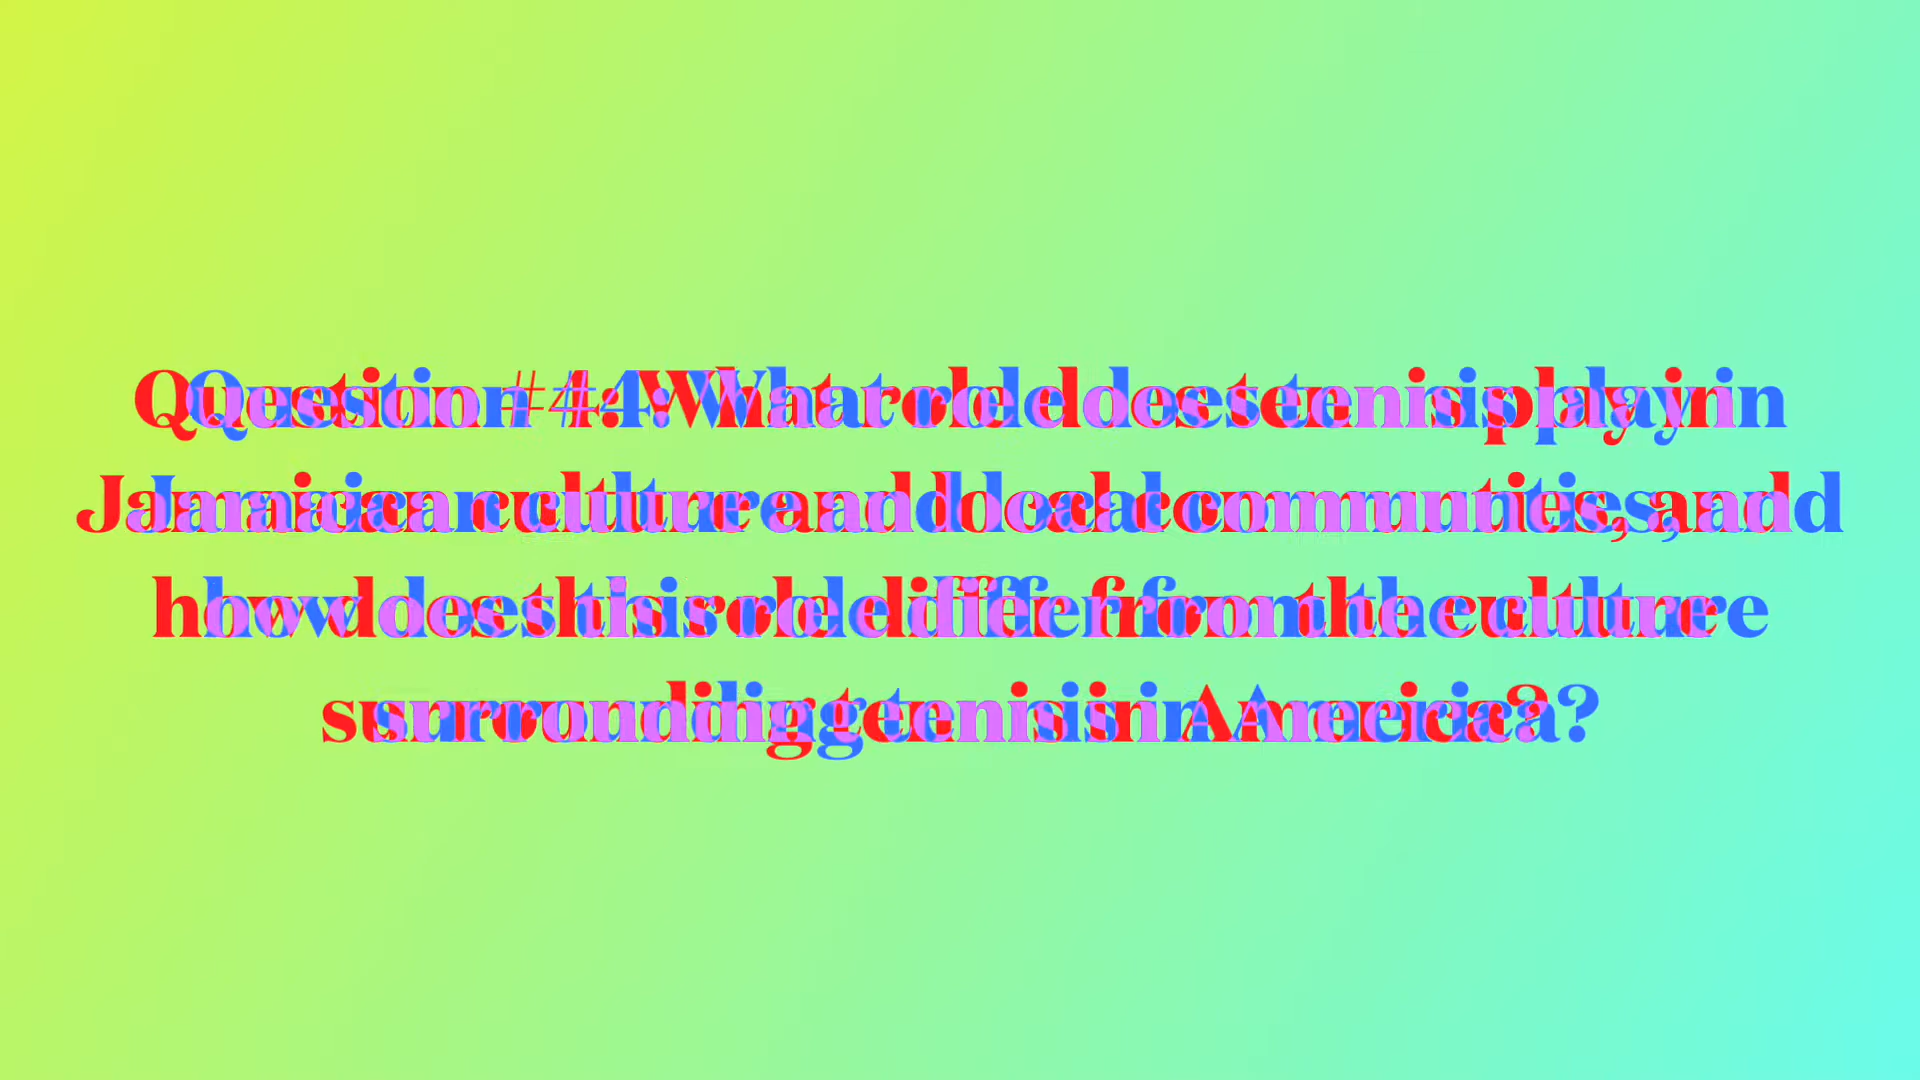 Question #4: What role does tennis play in
Jamaican culture and local communities, and
how does this role differ from the culture
surrounding tennis in America?